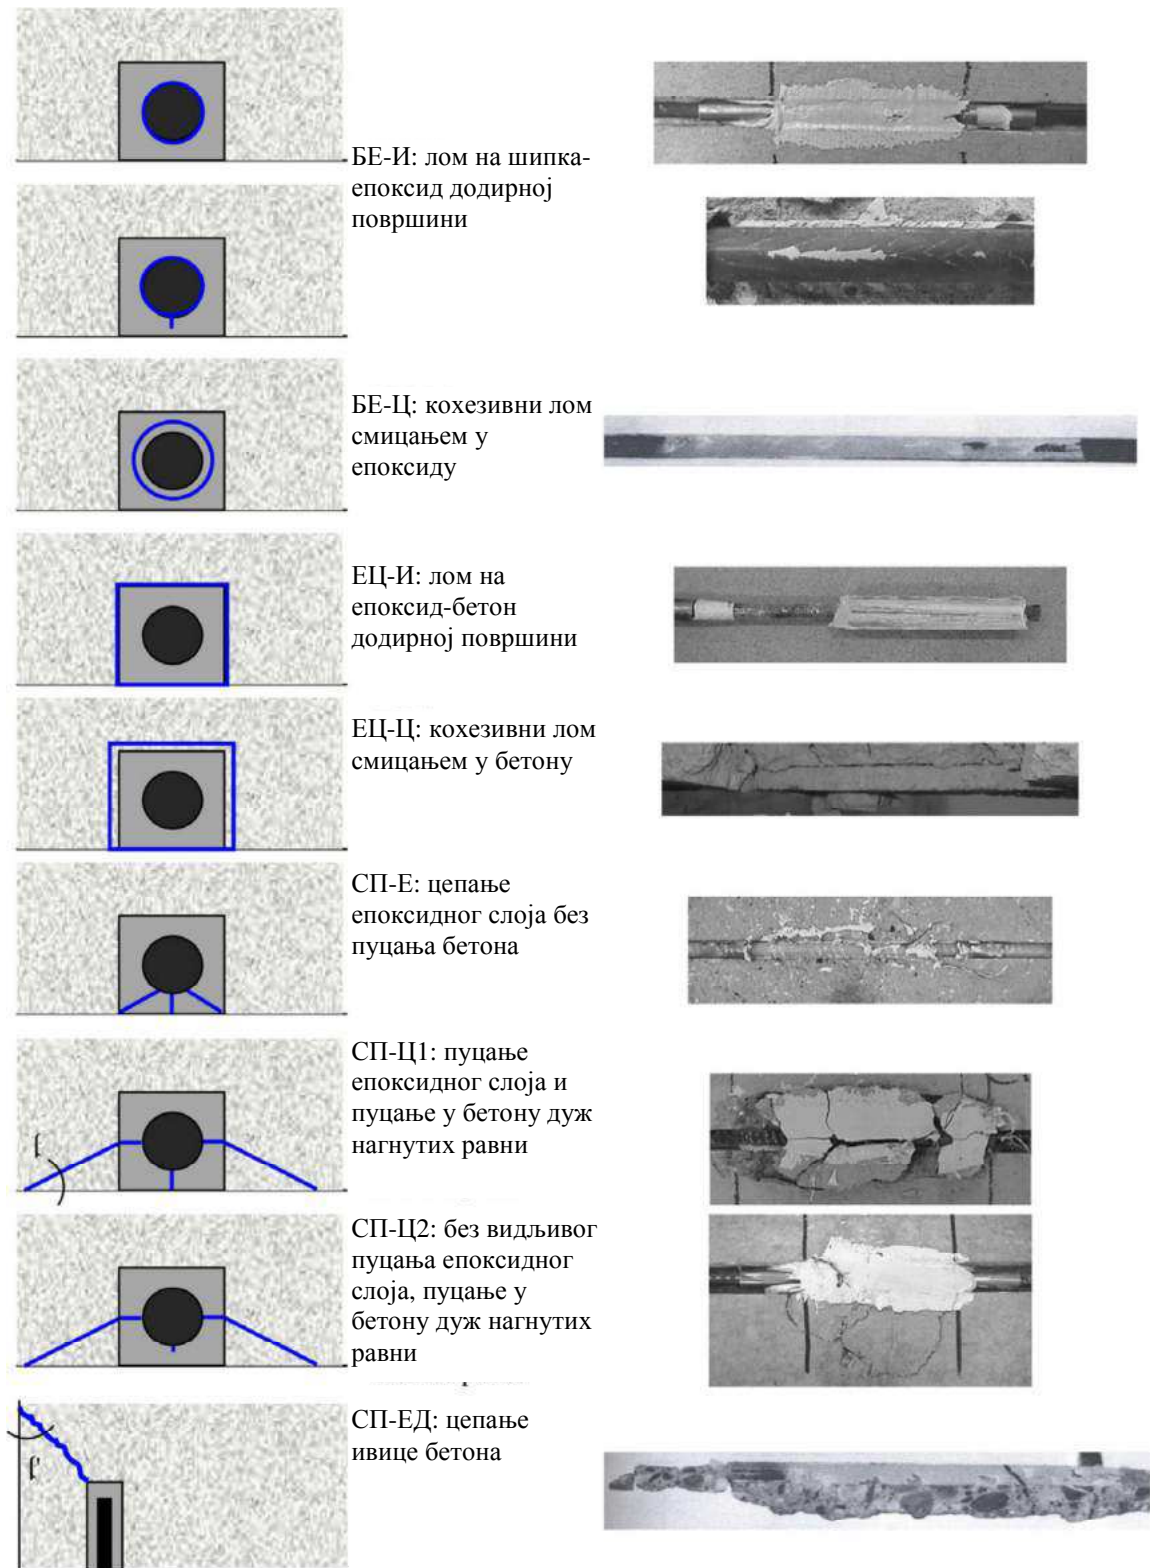 БЕ-И: лом на шипка-
епоксид додирној
површини
БЕ-Ц: кохезивни лом
смицањем у
епоксиду
ЕЦ-И: лом на
епоксид-бетон
додирној површини
ЕЦ-Ц: кохезивни лом
смицањем у бетону
СП-Е: цепање
епоксидног слоја без
пуцања бетона
СП-Ц1: пуцање
епоксидног слоја и
пуцање у бетону дуж
нагнутих равни
СП-Ц2: без видљивог
пуцања епоксидног
слоја, пуцање у
бетону дуж нагнутих
равни
СП-ЕД: цепање
ивице бетона